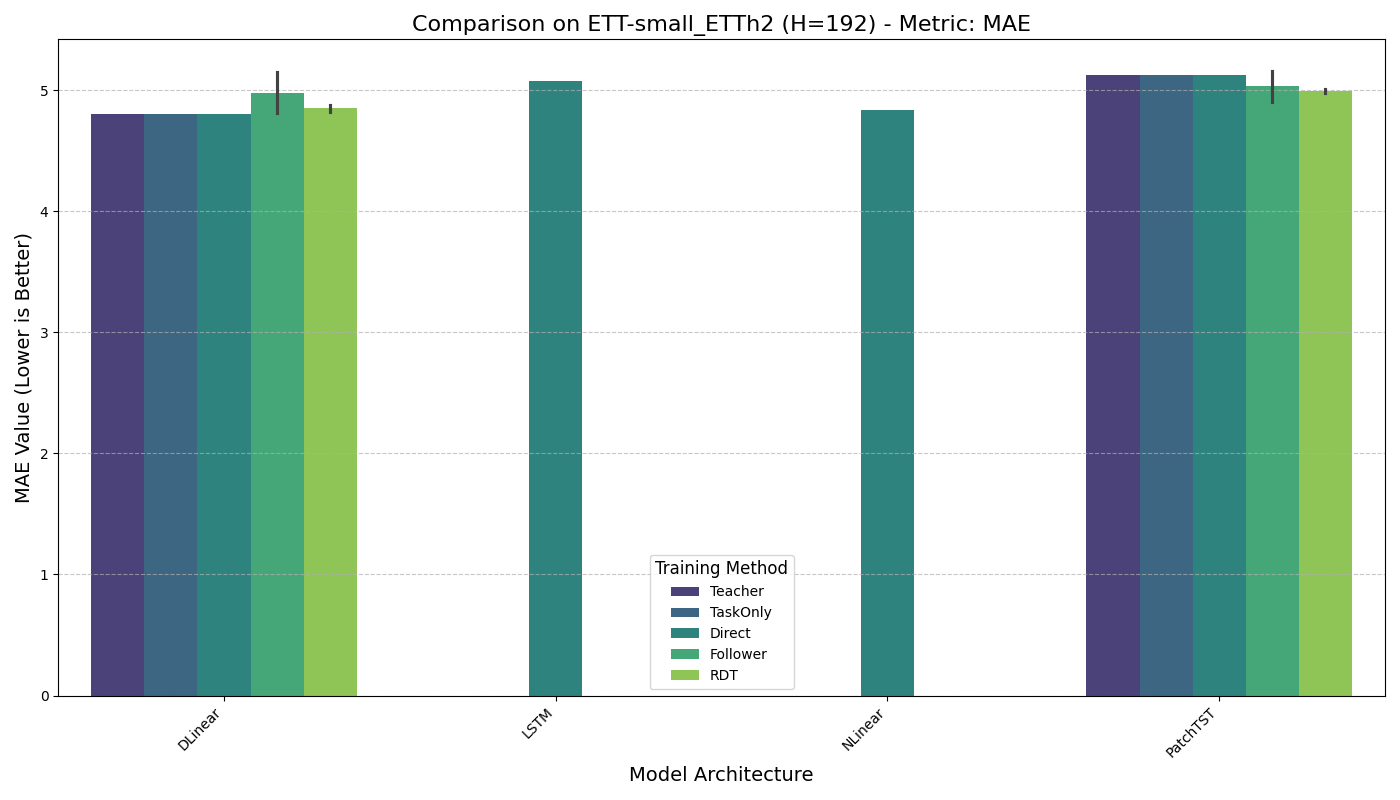 Comparison on ETT-small_ETTh2 (H=192) - Metric: MAE
MAE Value (Lower is Better)
5
4
3
2
1
0
Training Method
Teacher
TaskOnly
Direct
Follower
RDT
DLinear
LSTM
NLinear
PatchTST
Model Architecture